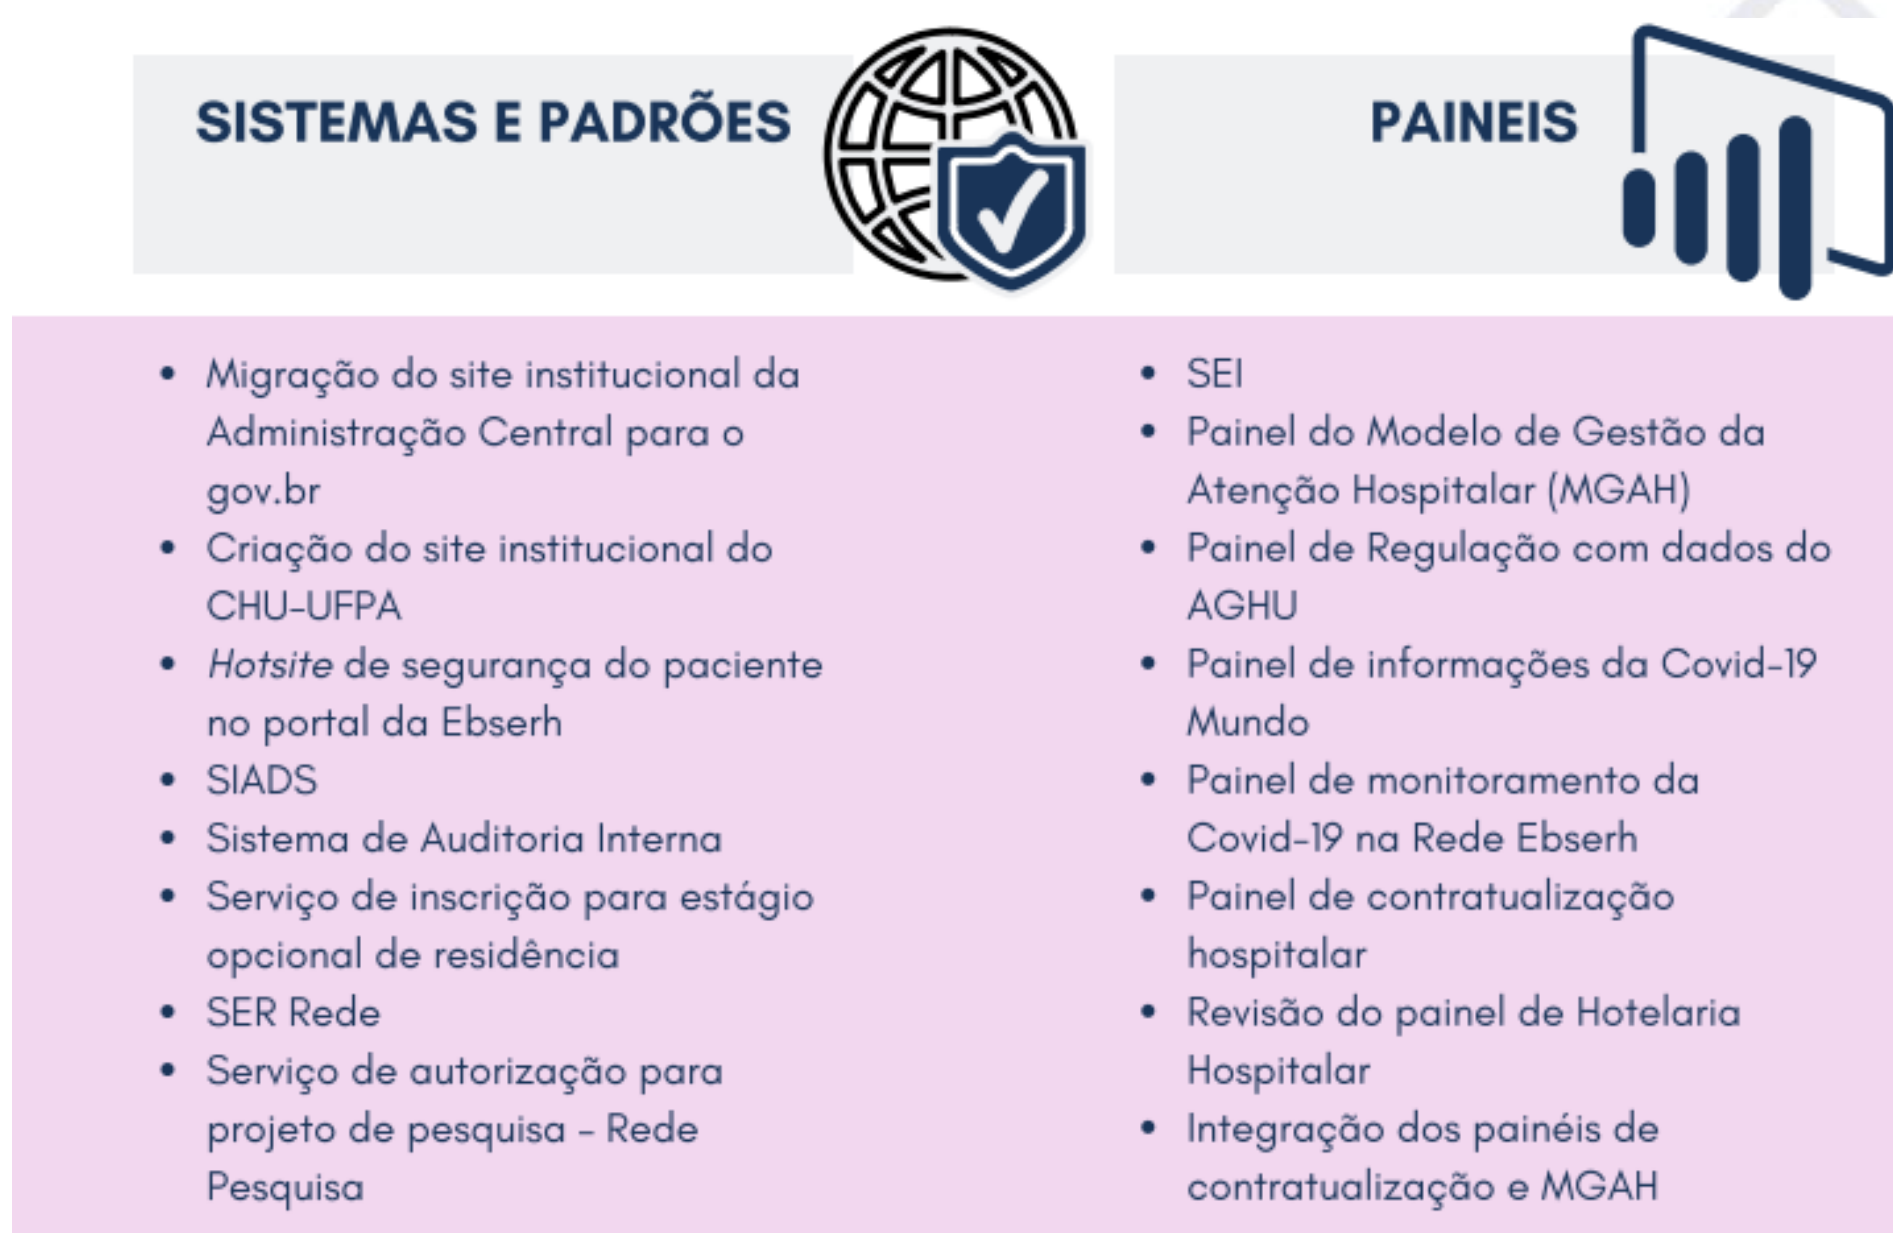 SISTEMAS E PADRÕES
• Migração do site institucional da
Administração Central para o
gov.br
• Criação do site institucional do
CHU-UFPA
• Hotsite de segurança do paciente
no portal da Ebserh
• SIADS
• Sistema de Auditoria Interna
• Serviço de inscrição para estágio
opcional de residência
• SER Rede
• Serviço de autorização para
projeto de pesquisa - Rede
Pesquisa
PAINEIS
• SEI
• Painel do Modelo de Gestão da
Atenção Hospitalar (MGAH)
• Painel de Regulação com dados do
AGHU
• Painel de informações da Covid-19
Mundo
• Painel de monitoramento da
Covid-19 na Rede Ebserh
• Painel de contratualização
hospitalar
• Revisão do painel de Hotelaria
Hospitalar
• Integração dos painéis de
contratualização e MGAH